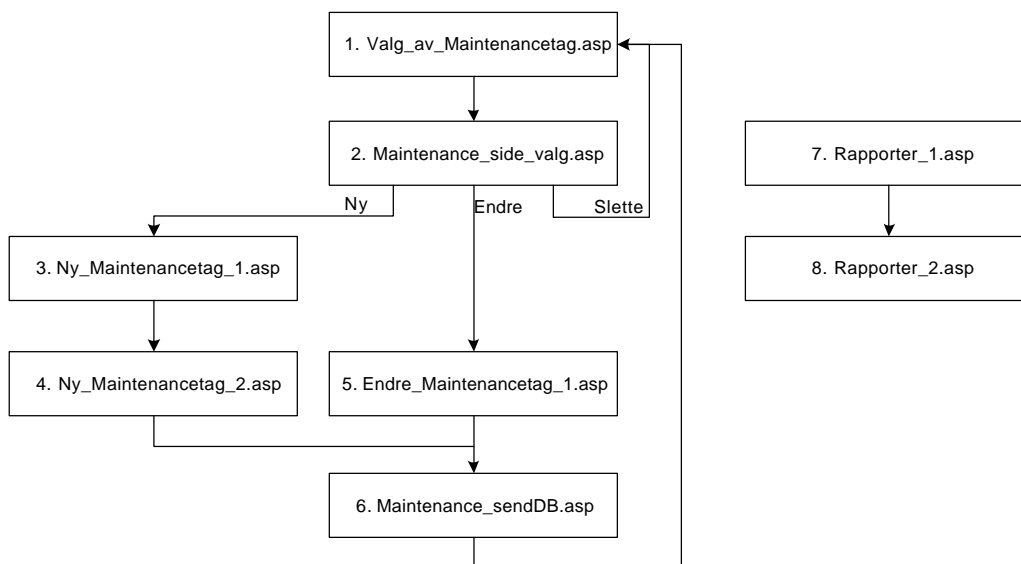 1. Valg_av_Maintenancetag.asp
2. Maintenance_side_valg.asp
7. Rapporter_1.asp
Ny
Endre
Slette
3. Ny_Maintenancetag_1.asp
8. Rapporter_2.asp
4. Ny_Maintenancetag_2.asp
5. Endre_Maintenancetag_1.asp
6. Maintenance_sendDB.asp